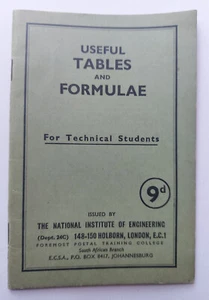 USEFUL
TABLES
AND
FORMULAE
For Technical Students
9d
ISSUED BY
THE NATIONAL INSTITUTE OF ENGINEERING
(Dept. 24C) 148-150 HOLBORN, LONDON, E.C.1
FOREMOST POSTAL TRAINING COLLEGE
South African Branch
E.C.S.A., P.O. BOX 8417, JOHANNESBURG